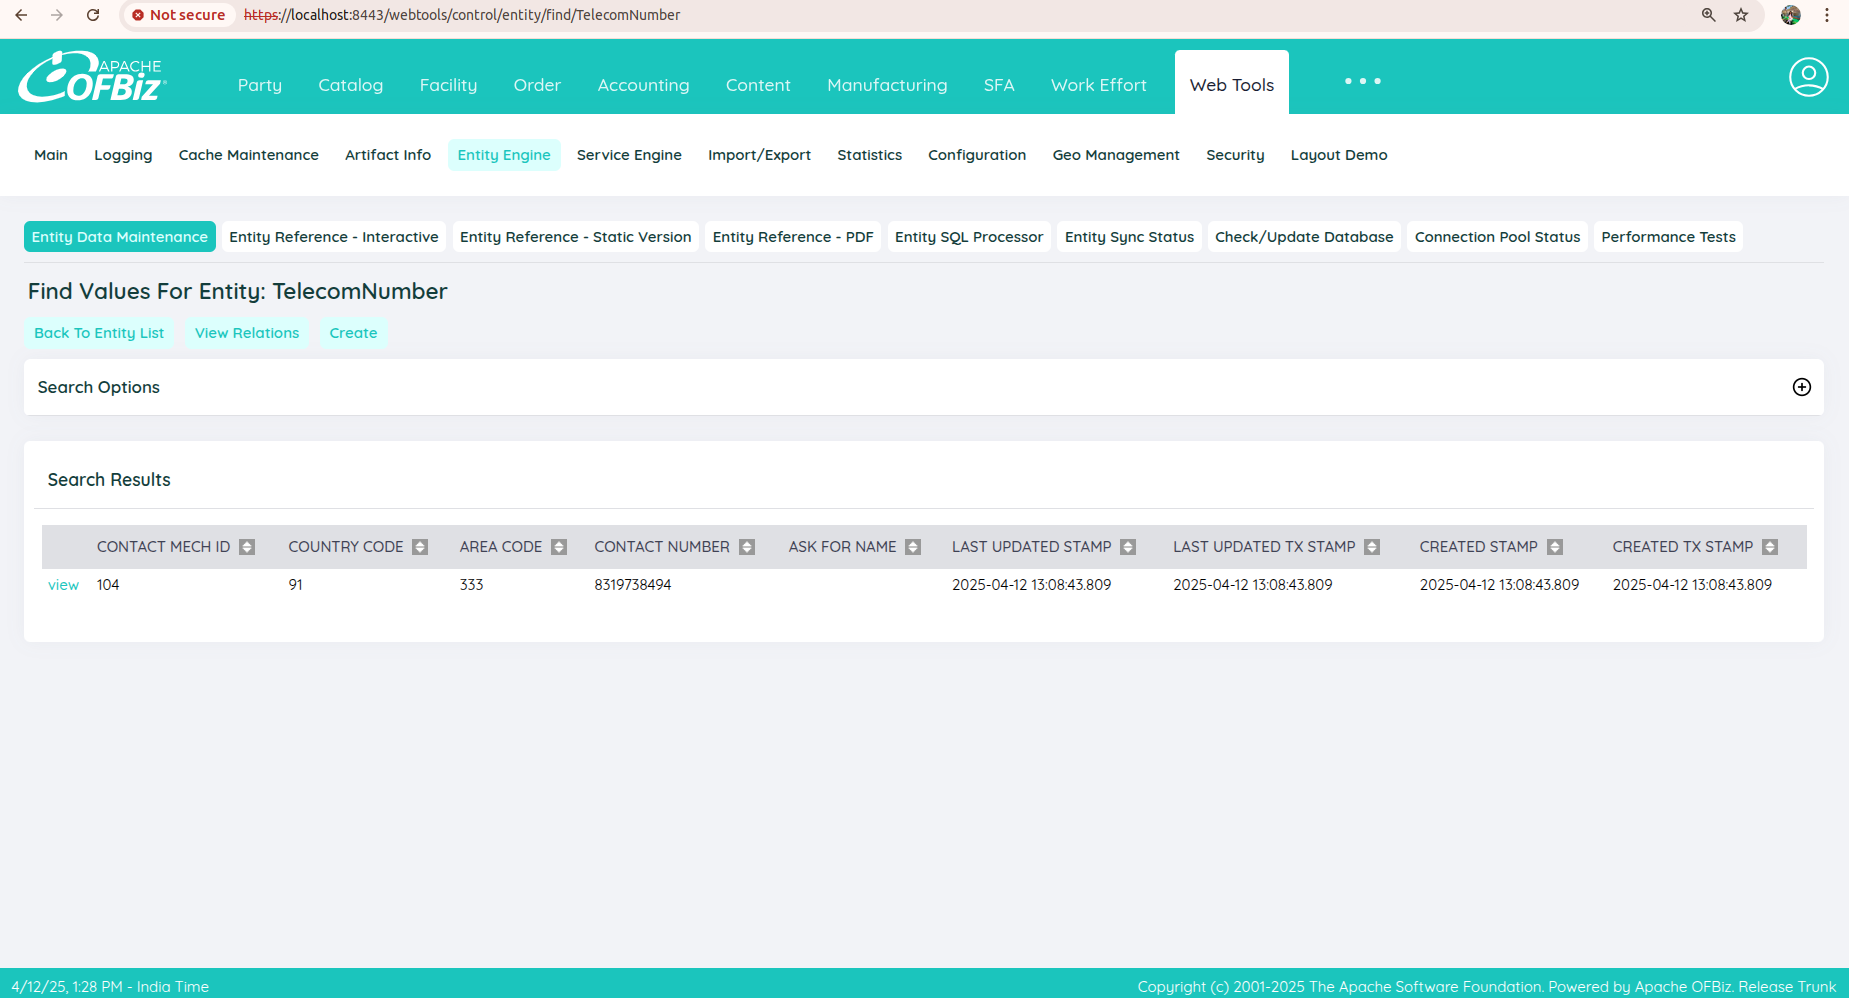 Not secure https://localhost:8443/webtools/control/entity/find/TelecomNumber
APACHE OFBiz
Party Catalog Facility Order Accounting Content Manufacturing SFA Work Effort Web Tools
Main Logging Cache Maintenance Artifact Info Entity Engine Service Engine Import/Export Statistics Configuration Geo Management Security Layout Demo
Entity Data Maintenance Entity Reference - Interactive Entity Reference - Static Version Entity Reference - PDF Entity SQL Processor Entity Sync Status Check/Update Database Connection Pool Status Performance Tests
Find Values For Entity: TelecomNumber
Back To Entity List View Relations Create
Search Options
Search Results
CONTACT MECH ID COUNTRY CODE AREA CODE CONTACT NUMBER ASK FOR NAME LAST UPDATED STAMP LAST UPDATED TX STAMP CREATED STAMP CREATED TX STAMP
view 104 91 333 8319738494 2025-04-12 13:08:43.809 2025-04-12 13:08:43.809 2025-04-12 13:08:43.809 2025-04-12 13:08:43.809
4/12/25, 1:28 PM - India Time Copyright (c) 2001-2025 The Apache Software Foundation. Powered by Apache OFBiz. Release Trunk